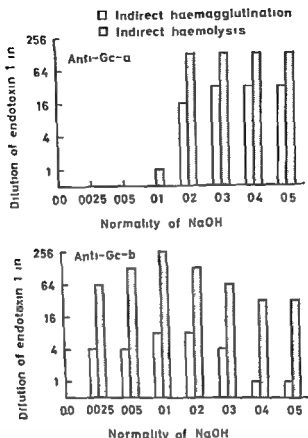 Indirect haemagglutination
Indirect haemolysis
Anti-Gc-a
Dilution of endotoxin 1 in
256
64
16
4
1
00 0025 005 01 02 03 04 05
Normality of NaOH
Anti-Gc-b
Dilution of endotoxin 1 in
256
64
16
4
1
0.0 0025 005 01 02 03 04 05
Normality of NaOH